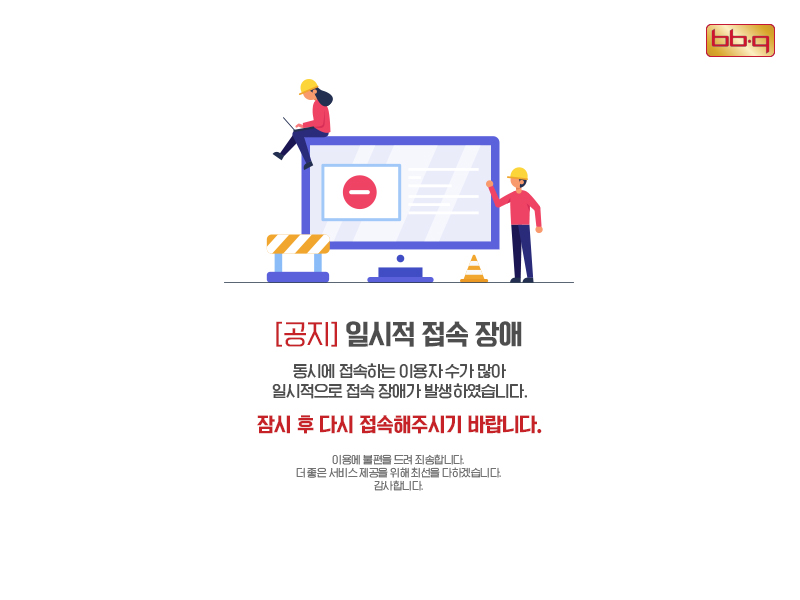 bb.q
[공지] 일시적 접속 장애
동시에 접속하는 이용자 수가 많아
일시적으로 접속 장애가 발생하였습니다.
잠시 후 다시 접속해주시기 바랍니다.
이용에 불편을 드려 죄송합니다.
더 좋은 서비스 제공을 위해 최선을 다하겠습니다.
감사합니다.